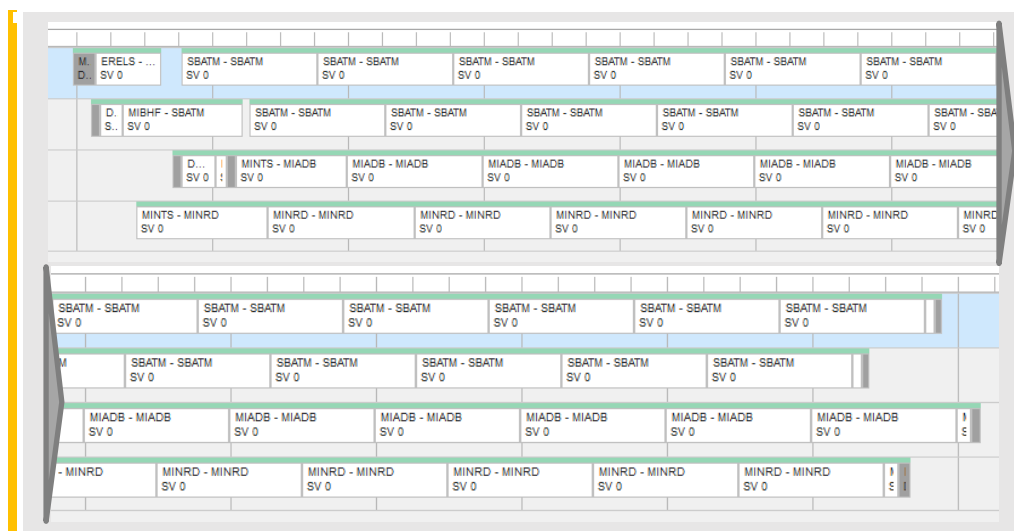 M. ERELS - ... SBATM - SBATM SBATM - SBATM SBATM - SBATM SBATM - SBATM SBATM - SBATM SBATM - SBATM
D.. SV 0 SV 0 SV 0 SV 0 SV 0 SV 0 SV 0
D. MIBHF - SBATM SBATM - SBATM SBATM - SBATM SBATM - SBATM SBATM - SBATM SBATM - SBATM SBATM - SBA
S.. SV 0 SV 0 SV 0 SV 0 SV 0 SV 0 SV 0
D... MINTS - MIADB MIADB - MIADB MIADB - MIADB MIADB - MIADB MIADB - MIADB MIADB - MIADB
SV 0 SV 0 SV 0 SV 0 SV 0 SV 0 SV 0
MINTS - MINRD MINRD - MINRD MINRD - MINRD MINRD - MINRD MINRD - MINRD MINRD - MINRD MINRD
SV 0 SV 0 SV 0 SV 0 SV 0 SV 0 SV 0
SBATM - SBATM SBATM - SBATM SBATM - SBATM SBATM - SBATM SBATM - SBATM SBATM - SBATM
SV 0 SV 0 SV 0 SV 0 SV 0 SV 0
M SBATM - SBATM SBATM - SBATM SBATM - SBATM SBATM - SBATM SBATM - SBATM
SV 0 SV 0 SV 0 SV 0 SV 0
MIADB - MIADB MIADB - MIADB MIADB - MIADB MIADB - MIADB MIADB - MIADB MIADB - MIADB
SV 0 SV 0 SV 0 SV 0 SV 0 SV 0
- MINRD MINRD - MINRD MINRD - MINRD MINRD - MINRD MINRD - MINRD MINRD - MINRD
SV 0 SV 0 SV 0 SV 0 SV 0